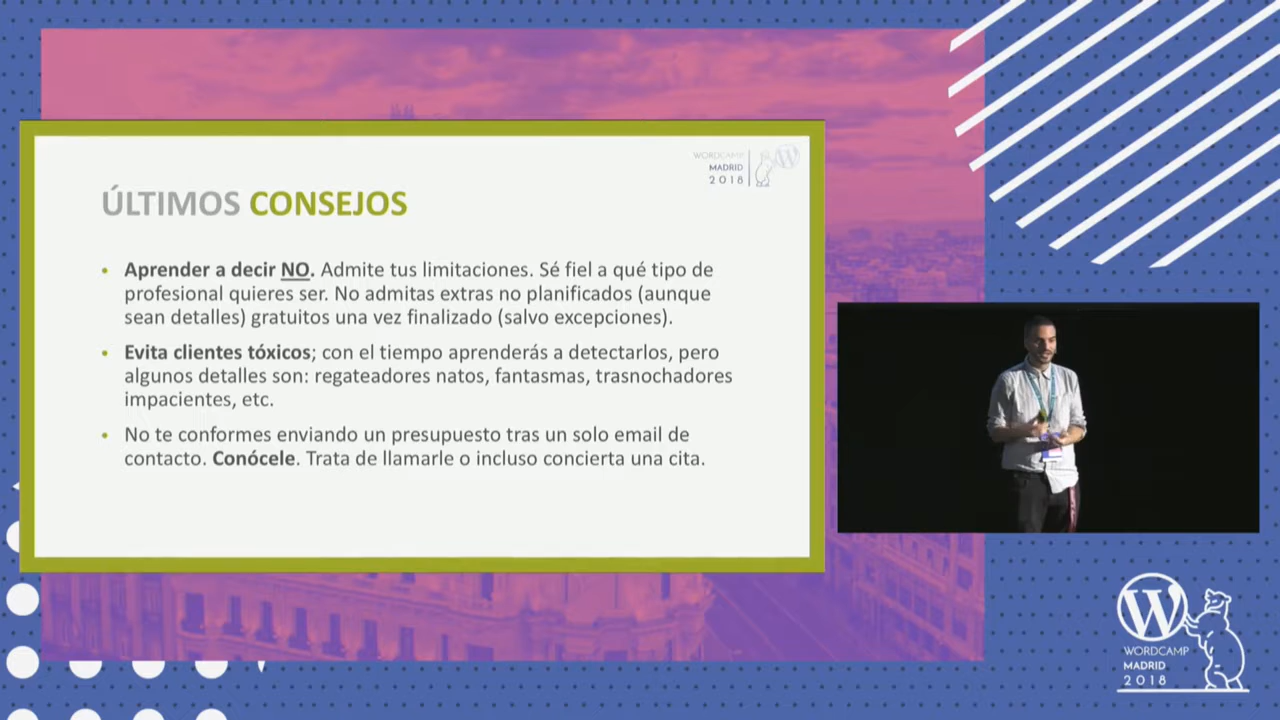 WORDCAMP
MADRID
2018
ÚLTIMOS CONSEJOS
• Aprender a decir NO. Admite tus limitaciones. Sé fiel a qué tipo de
profesional quieres ser. No admitas extras no planificados (aunque
sean detalles) gratuitos una vez finalizado (salvo excepciones).
• Evita clientes tóxicos; con el tiempo aprenderás a detectarlos, pero
algunos detalles son: regateadores natos, fantasmas, trasnochadores
impacientes, etc.
• No te conformes enviando un presupuesto tras un solo email de
contacto. Conócele. Trata de llamarle o incluso concierta una cita.
W
WORDCAMP
MADRID
2018